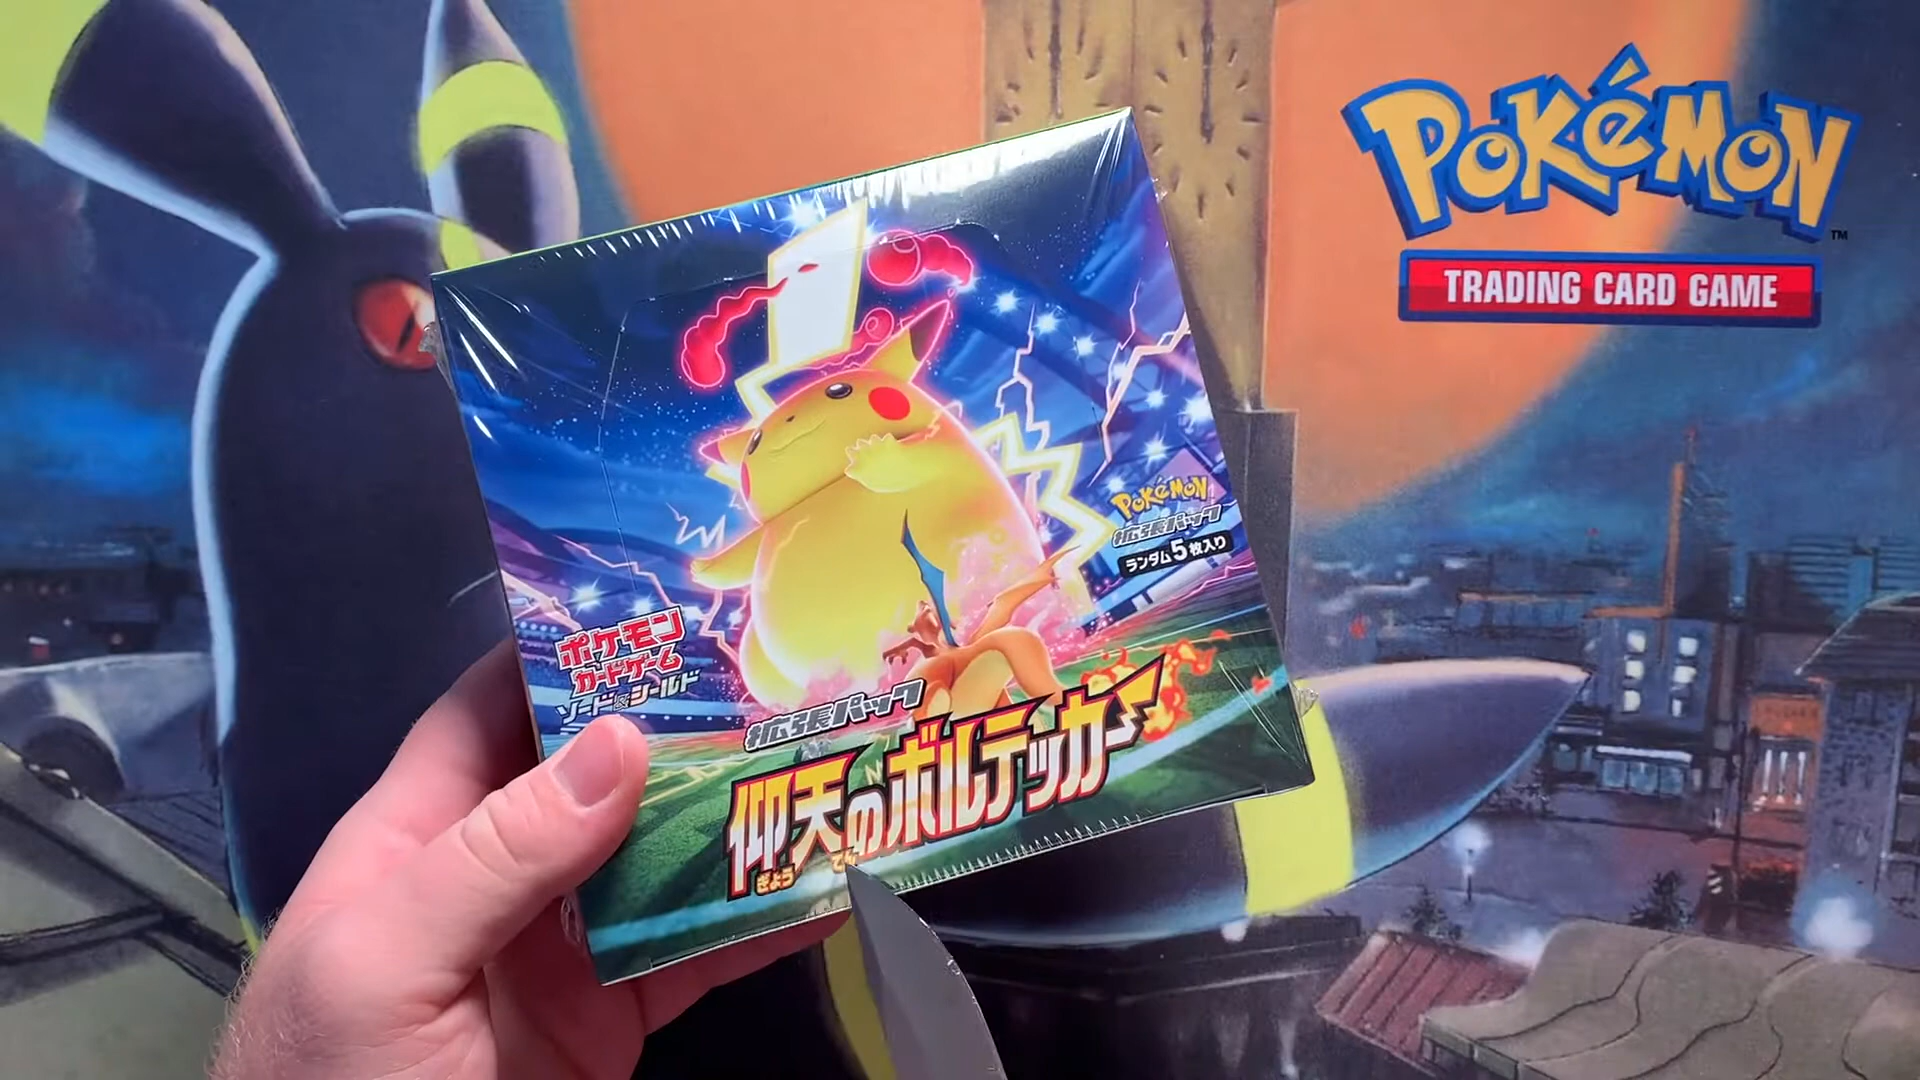 POKéMON
TM
TRADING CARD GAME
POKéMON
拡張パック
ランダム5枚入り
ポケモン
カードゲーム
ソード&シールド
拡張パック
仰天のボルテッカー
ぎょう てん